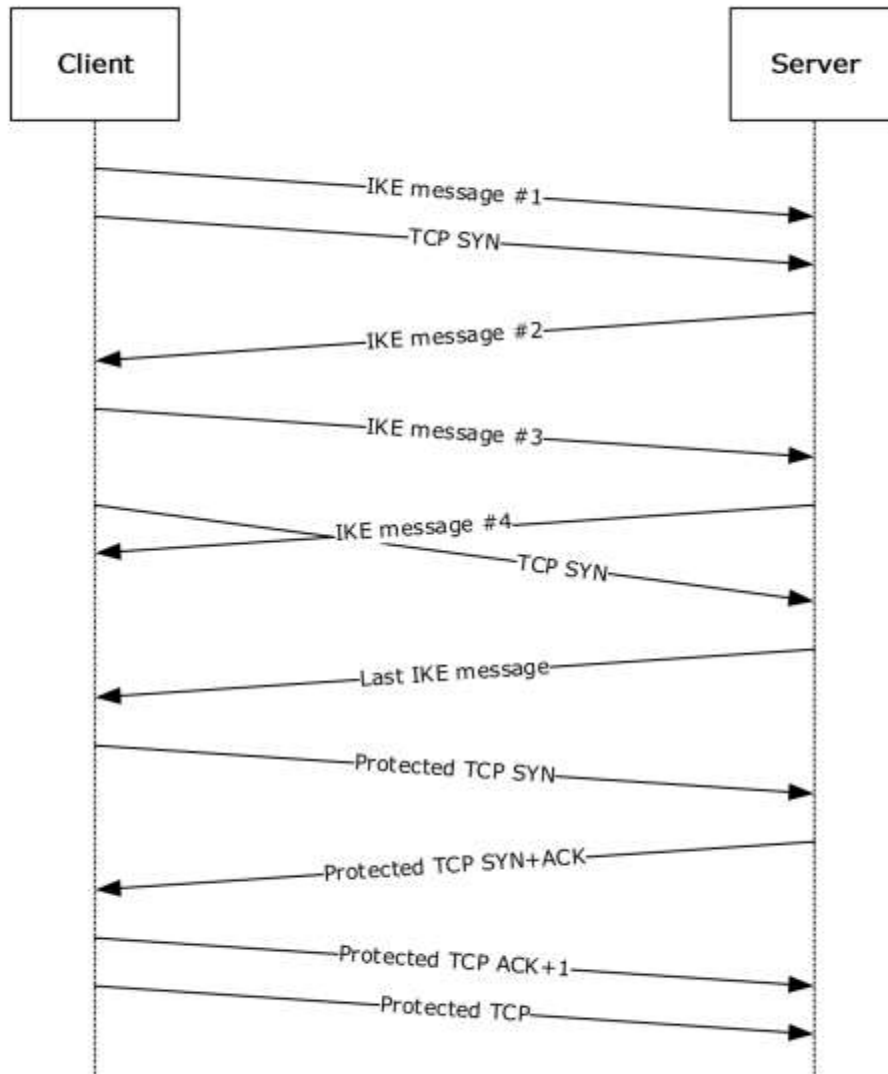 Client
Server
IKE message #1
TCP SYN
IKE message #2
IKE message #3
IKE message #4
TCP SYN
Last IKE message
Protected TCP SYN
Protected TCP SYN+ACK
Protected TCP ACK+1
Protected TCP